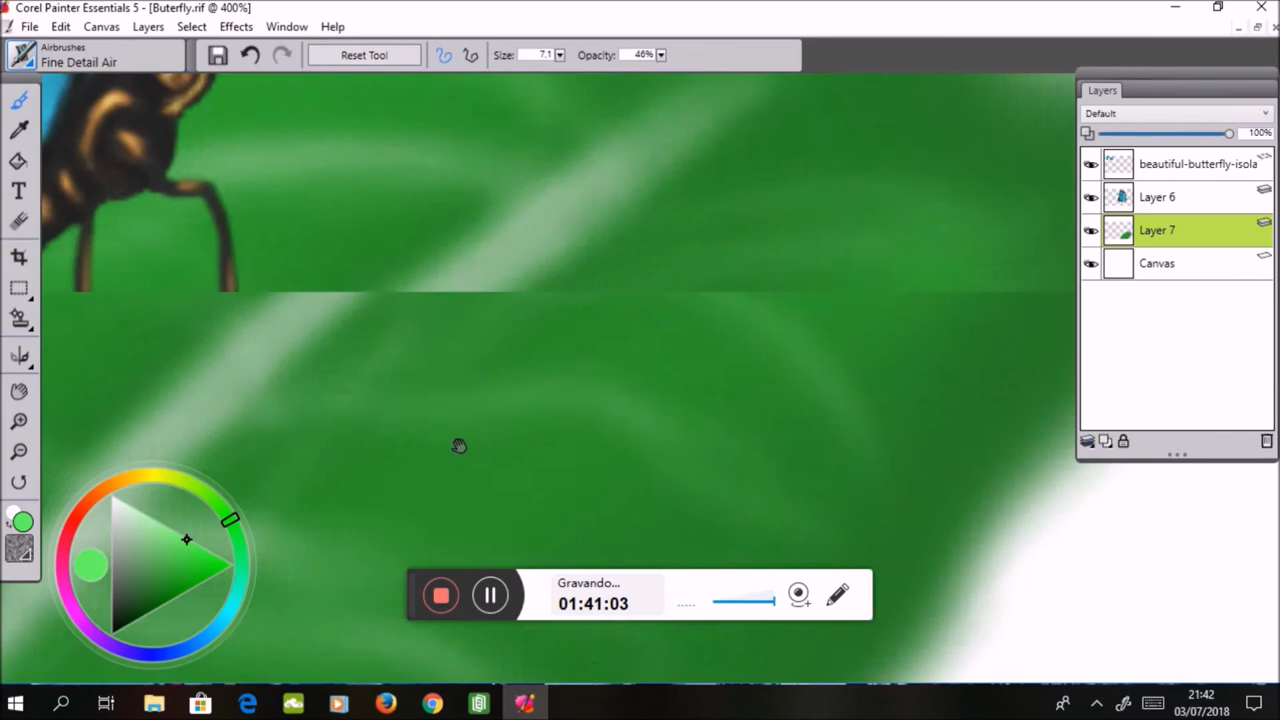 Corel Painter Essentials 5 - [Buterfly.rif @ 400%]
File Edit Canvas Layers Select Effects Window Help
Airbrushes
Fine Detail Air
Reset Tool
Size: 7.1
Opacity: 46%
Layers
Default
100%
beautiful-butterfly-isola
Layer 6
Layer 7
Canvas
Gravando...
01:41:03
21:42
03/07/2018